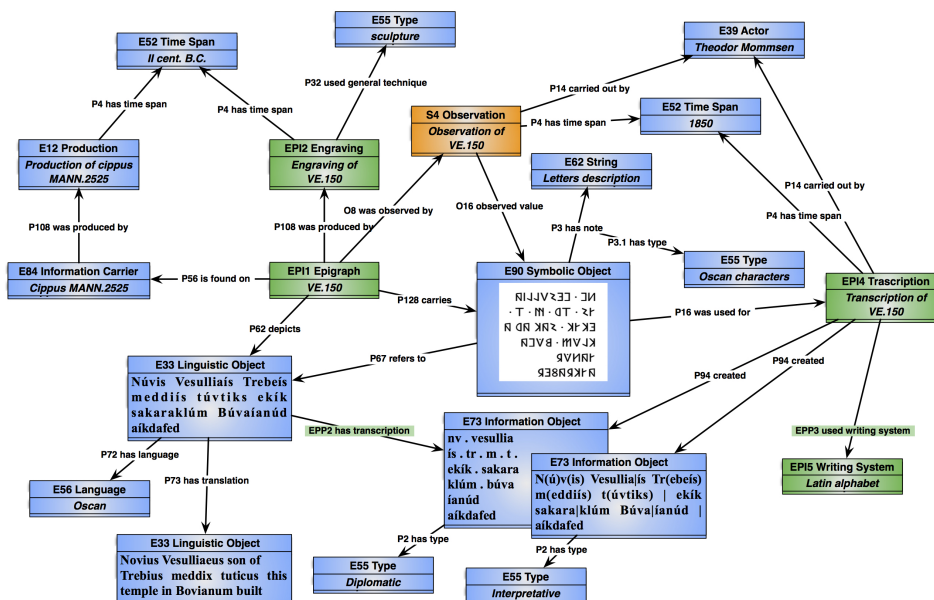 E55 Type
sculpture
E52 Time Span
II cent. B.C.
E39 Actor
Theodor Mommsen
P32 used general technique
P4 has time span
P4 has time span
P14 carried out by
S4 Observation
Observation of
VE.150
P4 has time span
E52 Time Span
1850
E12 Production
Production of cippus
MANN.2525
EPI2 Engraving
Engraving of
VE.150
E62 String
Letters description
P14 carried out by
O8 was observed by
O16 observed value
P4 has time span
P108 was produced by
P108 was produced by
P3 has note
P3.1 has type
E55 Type
Oscan characters
E84 Information Carrier
Cippus MANN.2525
P56 is found on
EPI1 Epigraph
VE.150
P128 carries
E90 Symbolic Object
P16 was used for
EPI4 Trascription
Transcription of
VE.150
P62 depicts
P67 refers to
E33 Linguistic Object
Núvis Vesulliaís Trebeís
meddiís túvtiks ekík
sakaraklúm Búvaíanúd
aíkdafed
P94 created
P94 created
EPP2 has transcription
EPP3 used writing system
E73 Information Object
nv . vesullia
ís . tr . m . t .
ekík . sakara
klúm . búva
íanúd
aíkdafed
E73 Information Object
N(ú)v(is) Vesullia|ís Tr(ebeís)
m(eddiís) t(úvtiks) | ekík
sakara|klúm Búva|íanúd |
aíkdafed
EPI5 Writing System
Latin alphabet
P72 has language
P73 has translation
E56 Language
Oscan
P2 has type
P2 has type
E33 Linguistic Object
Novius Vesulliaeus son of
Trebius meddix tuticus this
temple in Bovianum built
E55 Type
Diplomatic
E55 Type
Interpretative